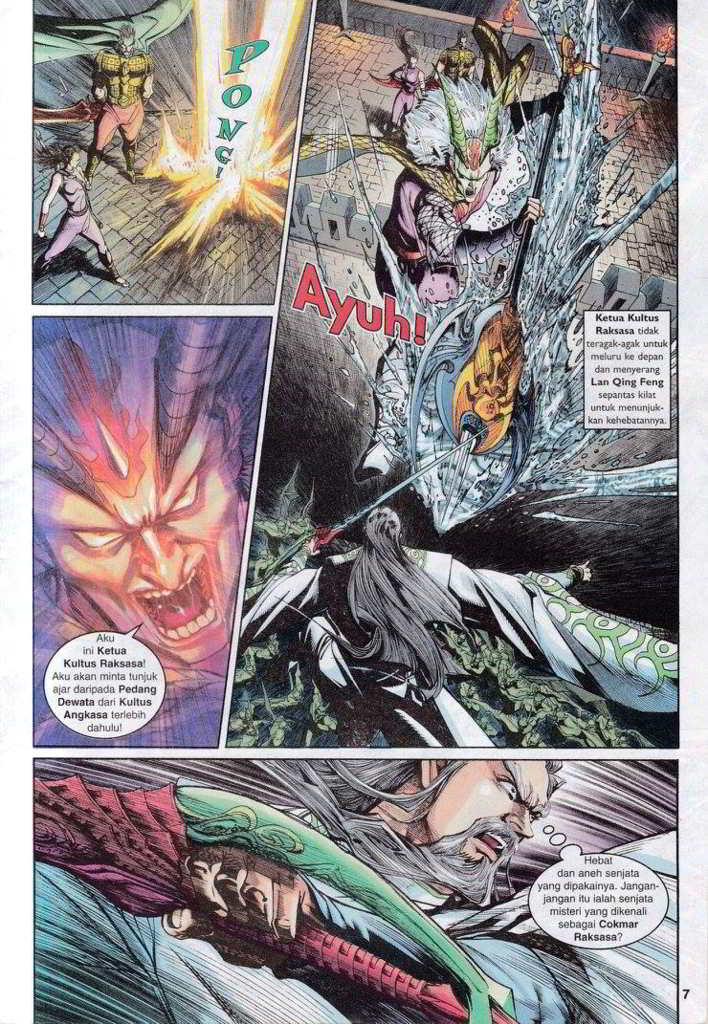 PONG!
Ayuh!
Ketua Kultus
Raksasa tidak
teragak-agak untuk
meluru ke depan
dan menyerang
Lan Qing Feng
sepantas kilat
untuk menunjuk-
kan kehebatannya.
Aku
ini Ketua
Kultus Raksasa!
Aku akan minta tunjuk
ajar daripada Pedang
Dewata dari Kultus
Angkasa terlebih
dahulu!
Hebat
dan aneh senjata
yang dipakainya. Jangan-
jangan itu ialah senjata
misteri yang dikenali
sebagai Cokmar
Raksasa?
7